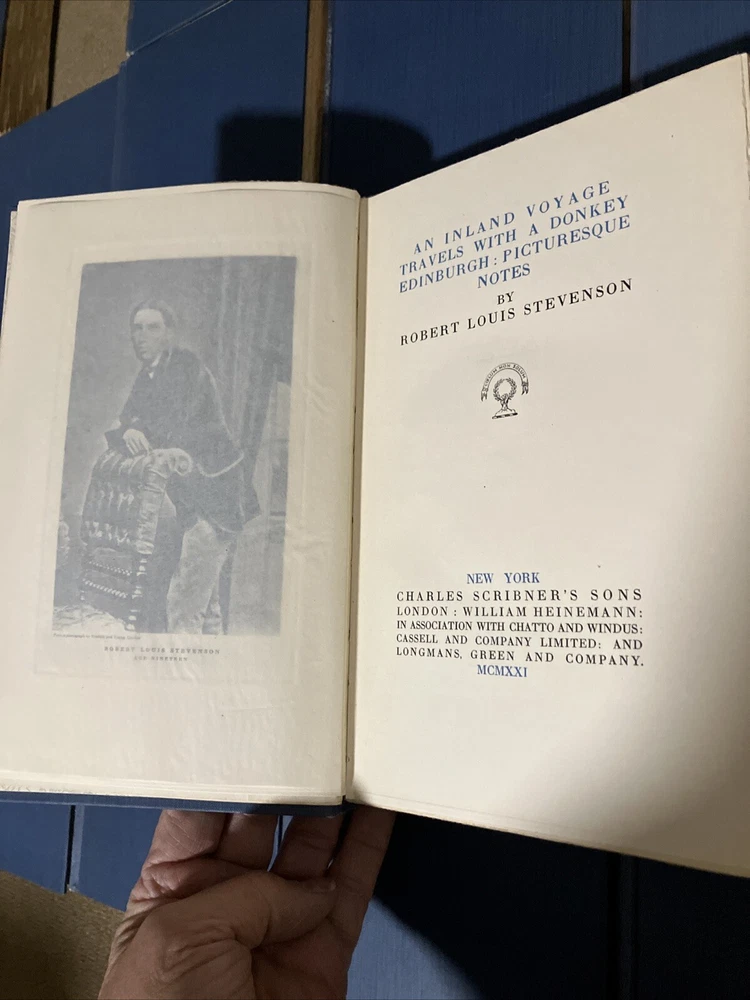 ROBERT LOUIS STEVENSON
AGE NINETEEN
AN INLAND VOYAGE
TRAVELS WITH A DONKEY
EDINBURGH: PICTURESQUE
NOTES
BY
ROBERT LOUIS STEVENSON
NEW YORK
CHARLES SCRIBNER'S SONS
LONDON : WILLIAM HEINEMANN:
IN ASSOCIATION WITH CHATTO AND WINDUS:
CASSELL AND COMPANY LIMITED: AND
LONGMANS, GREEN AND COMPANY.
MCMXXI